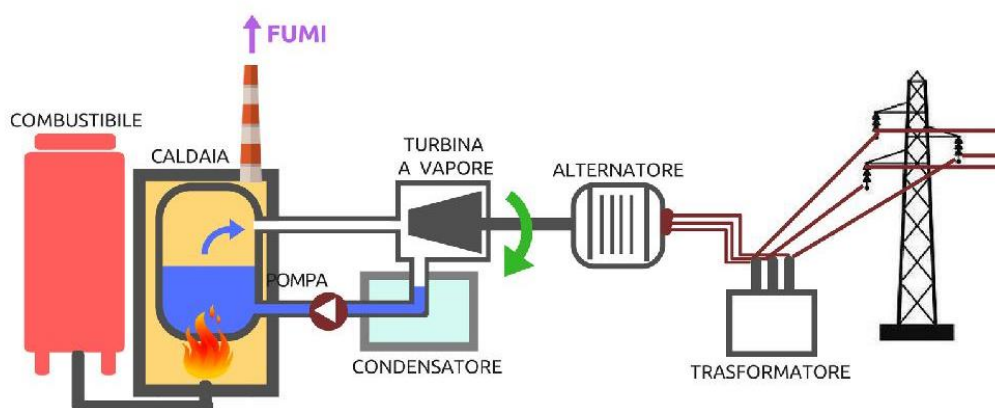 FUMI
COMBUSTIBILE
CALDAIA
TURBINA
A VAPORE
ALTERNATORE
POMPA
CONDENSATORE
TRASFORMATORE